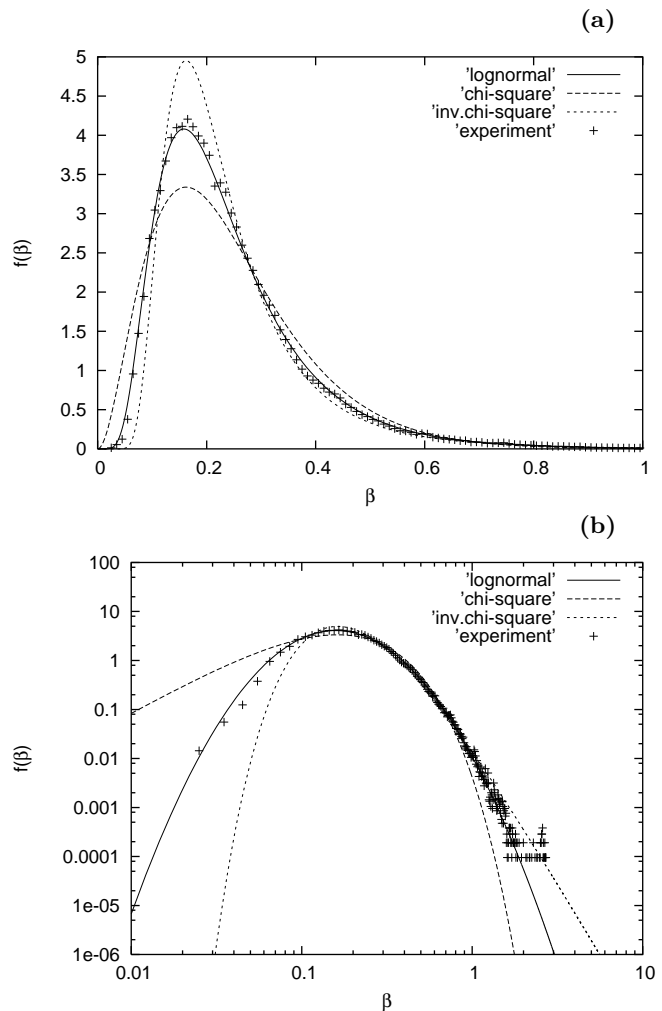 (a)
5
4.5
4
3.5
3
2.5
2
1.5
1
0.5
0
f(β)
'lognormal'
'chi-square'
'inv.chi-square'
'experiment'
0 0.2 0.4 0.6 0.8 1
β
(b)
100
10
1
0.1
0.01
0.001
0.0001
1e-05
1e-06
f(β)
'lognormal'
'chi-square'
'inv.chi-square'
'experiment'
0.01 0.1 1 10
β